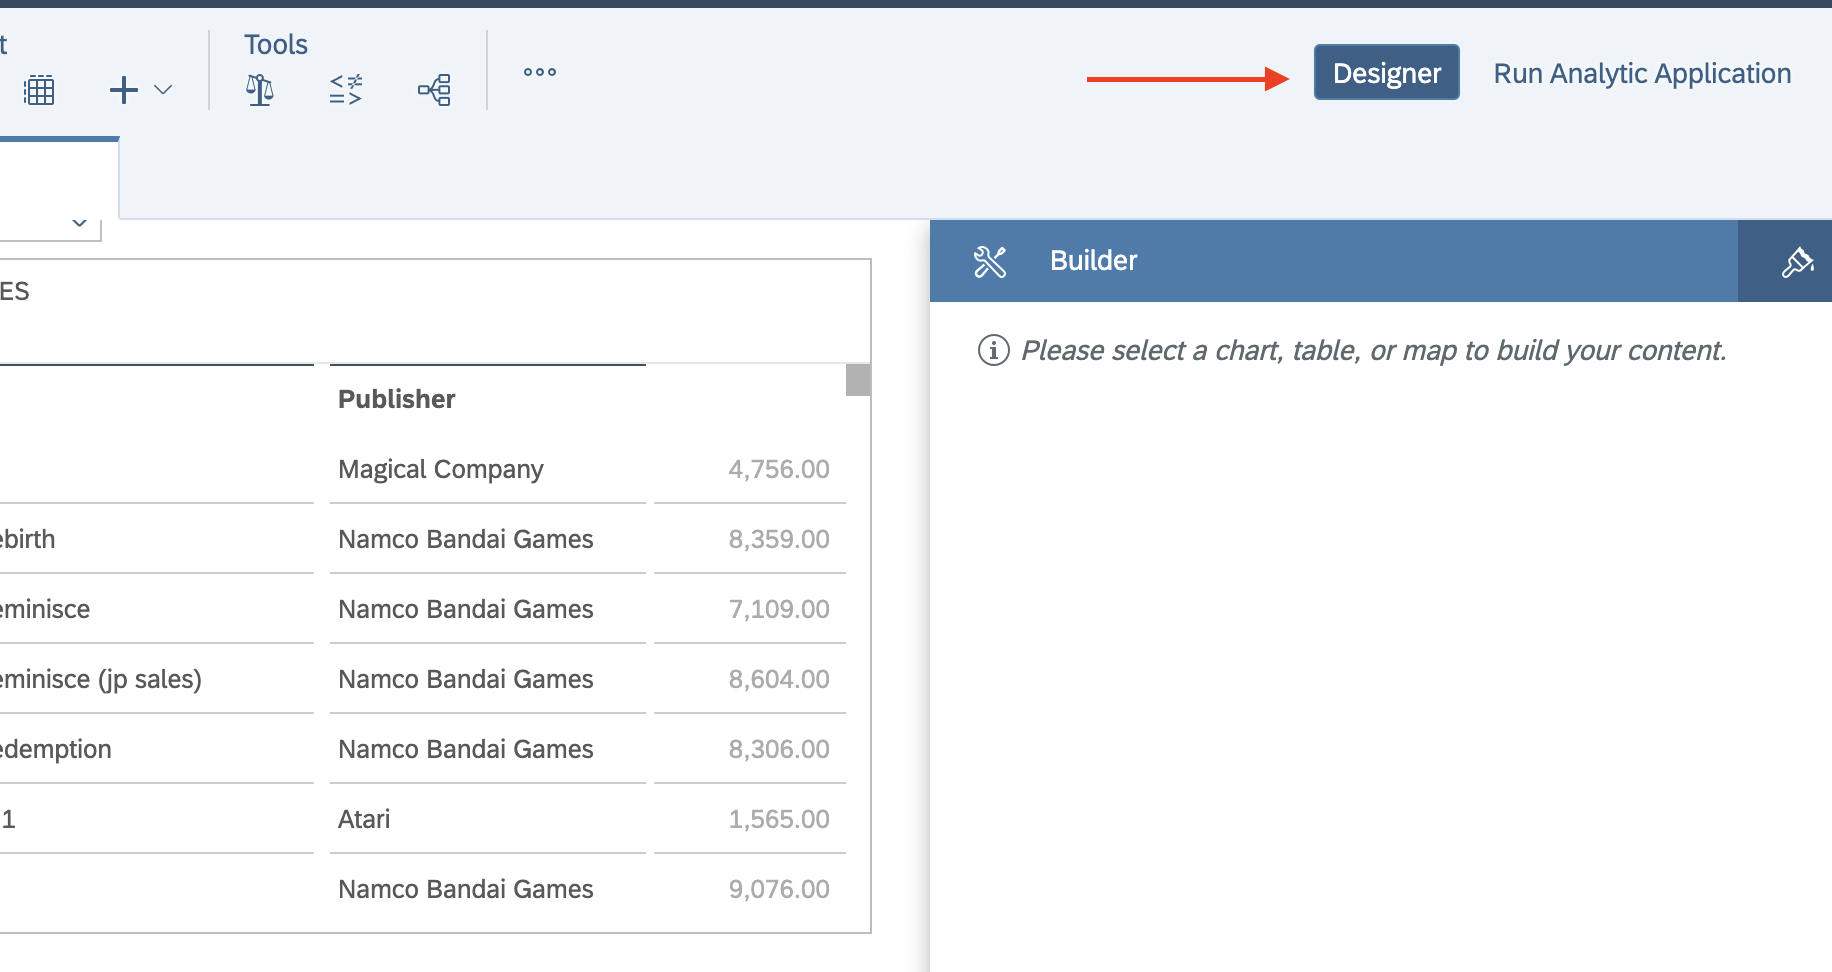 t
Tools
Designer
Run Analytic Application
Builder
Please select a chart, table, or map to build your content.
ES
Publisher
Magical Company 4,756.00
ebirth Namco Bandai Games 8,359.00
eminisce Namco Bandai Games 7,109.00
eminisce (jp sales) Namco Bandai Games 8,604.00
edemption Namco Bandai Games 8,306.00
1 Atari 1,565.00
Namco Bandai Games 9,076.00